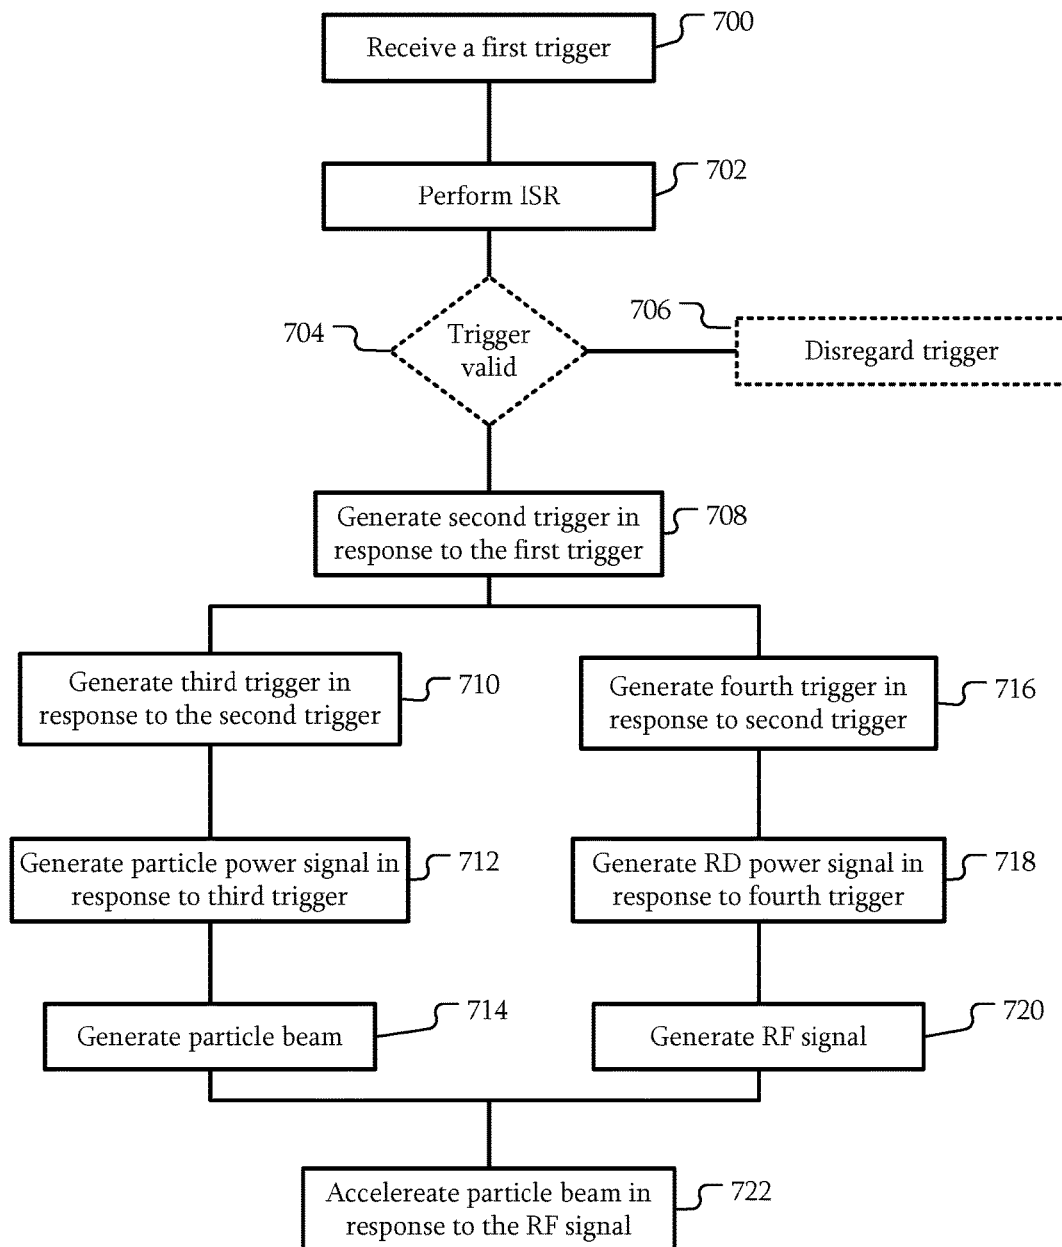 Receive a first trigger
700
Perform ISR
702
704
Trigger
valid
706
Disregard trigger
Generate second trigger in
response to the first trigger
708
Generate third trigger in
response to the second trigger
710
Generate fourth trigger in
response to second trigger
716
Generate particle power signal in
response to third trigger
712
Generate RD power signal in
response to fourth trigger
718
Generate particle beam
714
Generate RF signal
720
Accelereate particle beam in
response to the RF signal
722